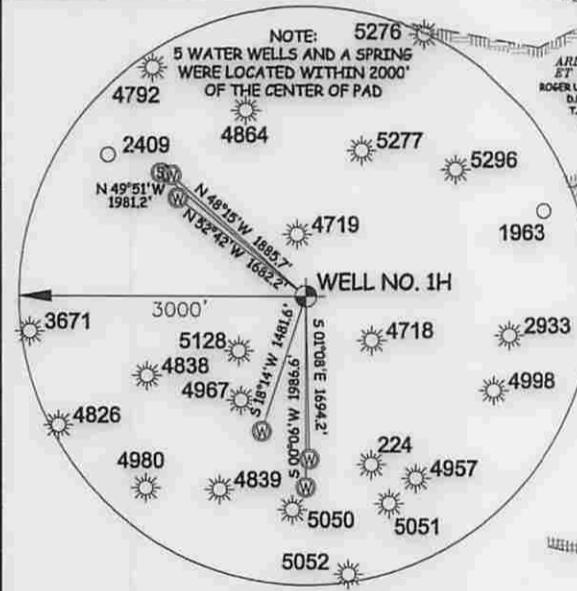 NOTE:
5 WATER WELLS AND A SPRING
WERE LOCATED WITHIN 2000'
OF THE CENTER OF PAD
5276
4792
4864
5277
5296
2409
S
W
W
N 49°51'W
1981.2'
N 48°15'W 1885.7'
N 52°42'W 1682.2'
4719
1963
WELL NO. 1H
3000'
3671
5128
4718
2933
4838
4967
4998
4826
S 18°14'W 1481.6'
S 00°06'W 1986.6'
S 01°08'E 1694.2'
W
W
W
4980
4839
224
4957
5050
5051
5052
ET
ROGER